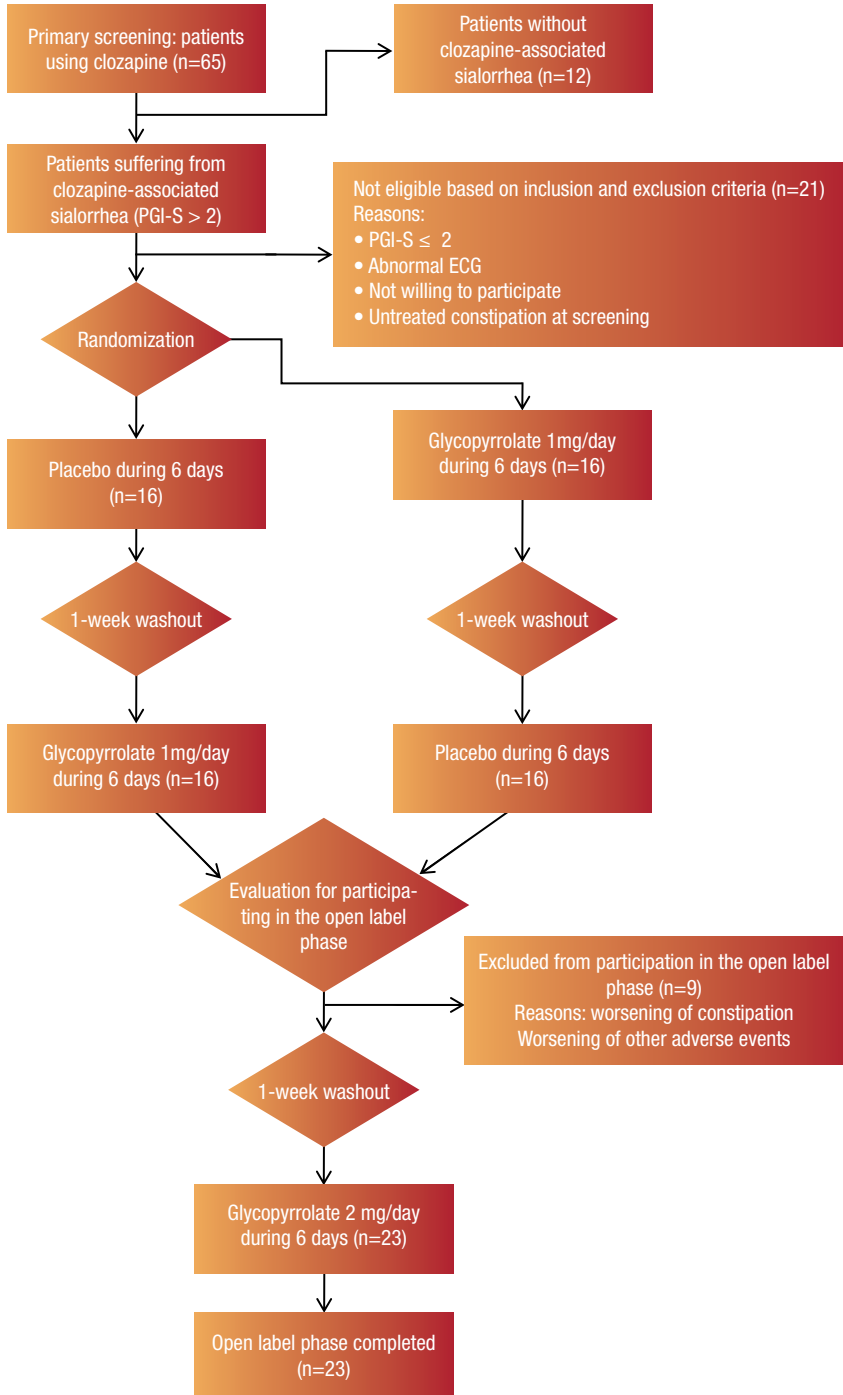 Primary screening: patients
using clozapine (n=65)
Patients without
clozapine-associated
sialorrhea (n=12)
Patients suffering from
clozapine-associated
sialorrhea (PGI-S > 2)
Not eligible based on inclusion and exclusion criteria (n=21)
Reasons:
• PGI-S ≤ 2
• Abnormal ECG
• Not willing to participate
• Untreated constipation at screening
Randomization
Placebo during 6 days
(n=16)
Glycopyrrolate 1mg/day
during 6 days (n=16)
1-week washout
1-week washout
Glycopyrrolate 1mg/day
during 6 days (n=16)
Placebo during 6 days
(n=16)
Evaluation for participa-
ting in the open label
phase
Excluded from participation in the open label
phase (n=9)
Reasons: worsening of constipation
Worsening of other adverse events
1-week washout
Glycopyrrolate 2 mg/day
during 6 days (n=23)
Open label phase completed
(n=23)